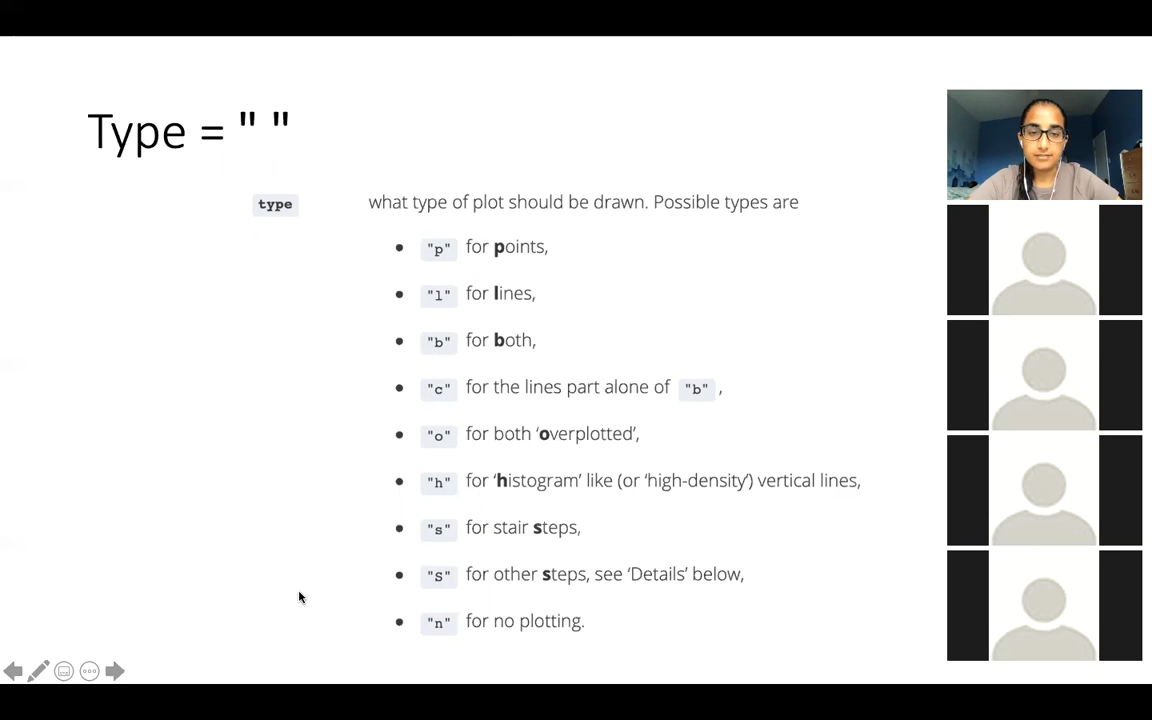 Type = " "
type what type of plot should be drawn. Possible types are
"p" for points,
"l" for lines,
"b" for both,
"c" for the lines part alone of "b" ,
"o" for both ‘overplotted’,
"h" for ‘histogram’ like (or ‘high-density’) vertical lines,
"s" for stair steps,
"S" for other steps, see ‘Details’ below,
"n" for no plotting.